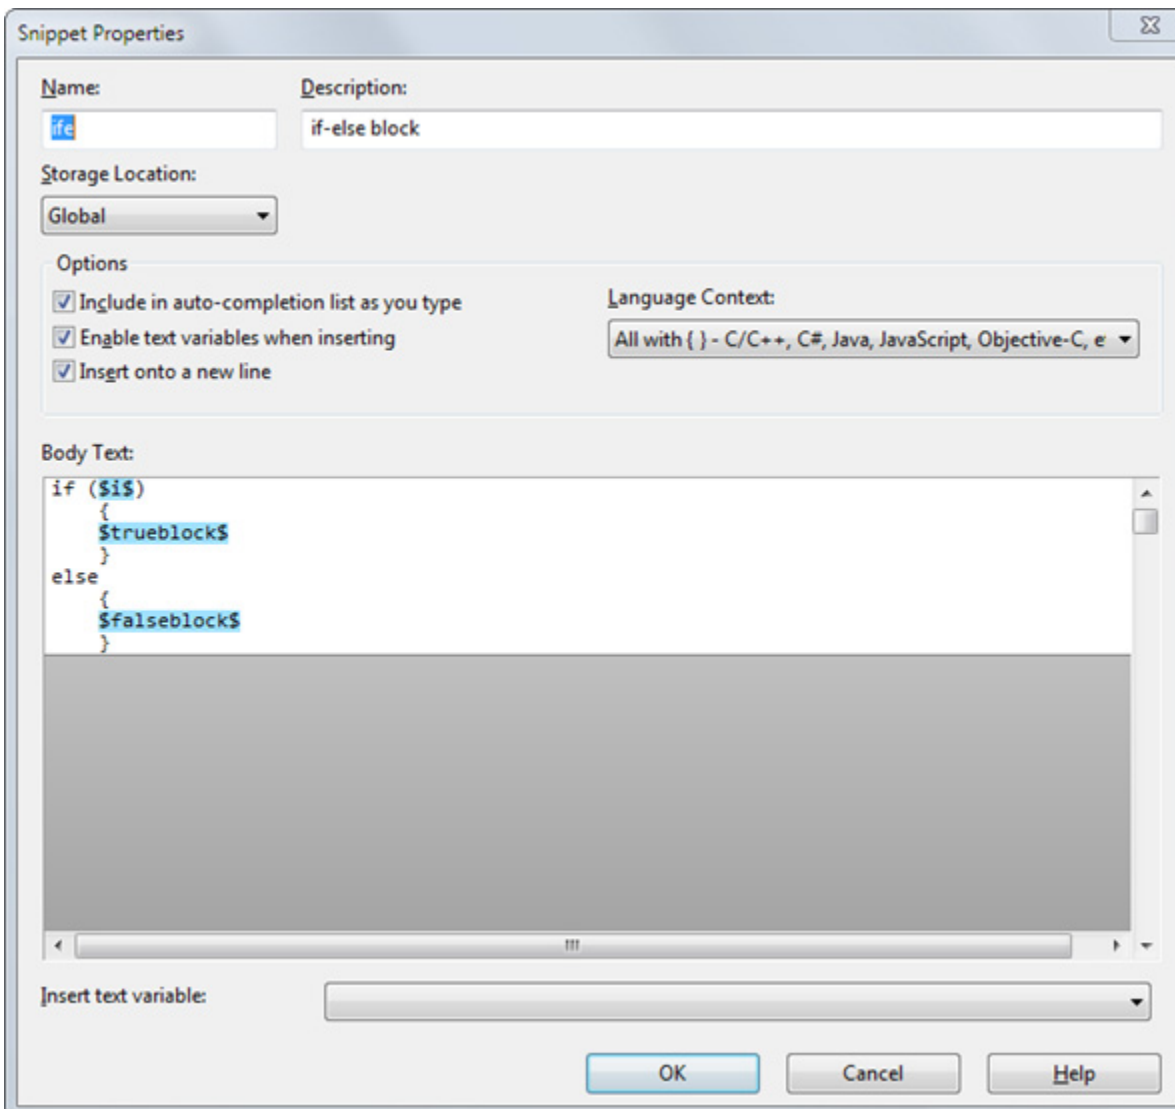 Snippet Properties
Name: Description:
ife if-else block
Storage Location:
Global
Options
Include in auto-completion list as you type
Language Context:
Enable text variables when inserting
All with { } - C/C++, C#, Java, JavaScript, Objective-C, e
Insert onto a new line
Body Text:
if ($i$)
    {
    $trueblock$
    }
else
    {
    $falseblock$
    }
Insert text variable:
OK Cancel Help